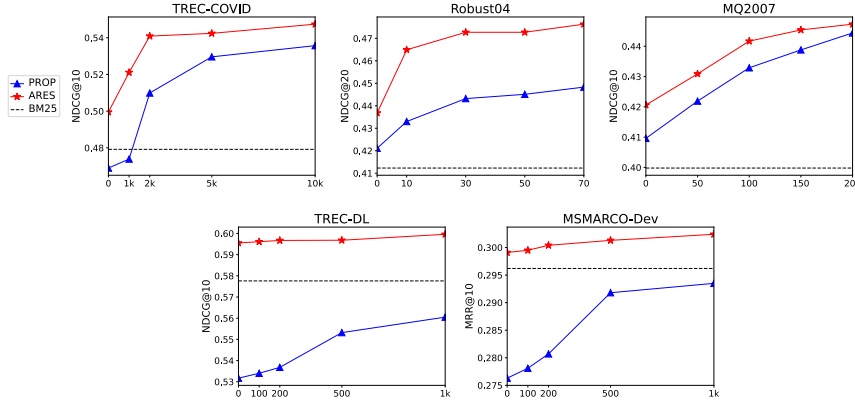 TREC-COVID
Robust04
MQ2007
PROP
ARES
BM25
NDCG@10
0.54
0.52
0.50
0.48
0 1k 2k 5k 10k
NDCG@20
0.47
0.46
0.45
0.44
0.43
0.42
0.41
0 10 30 50 70
NDCG@10
0.44
0.43
0.42
0.41
0.40
0 50 100 150 200
TREC-DL
MSMARCO-Dev
NDCG@10
0.60
0.59
0.58
0.57
0.56
0.55
0.54
0.53
0 100 200 500 1k
MRR@10
0.300
0.295
0.290
0.285
0.280
0.275
0 100 200 500 1k